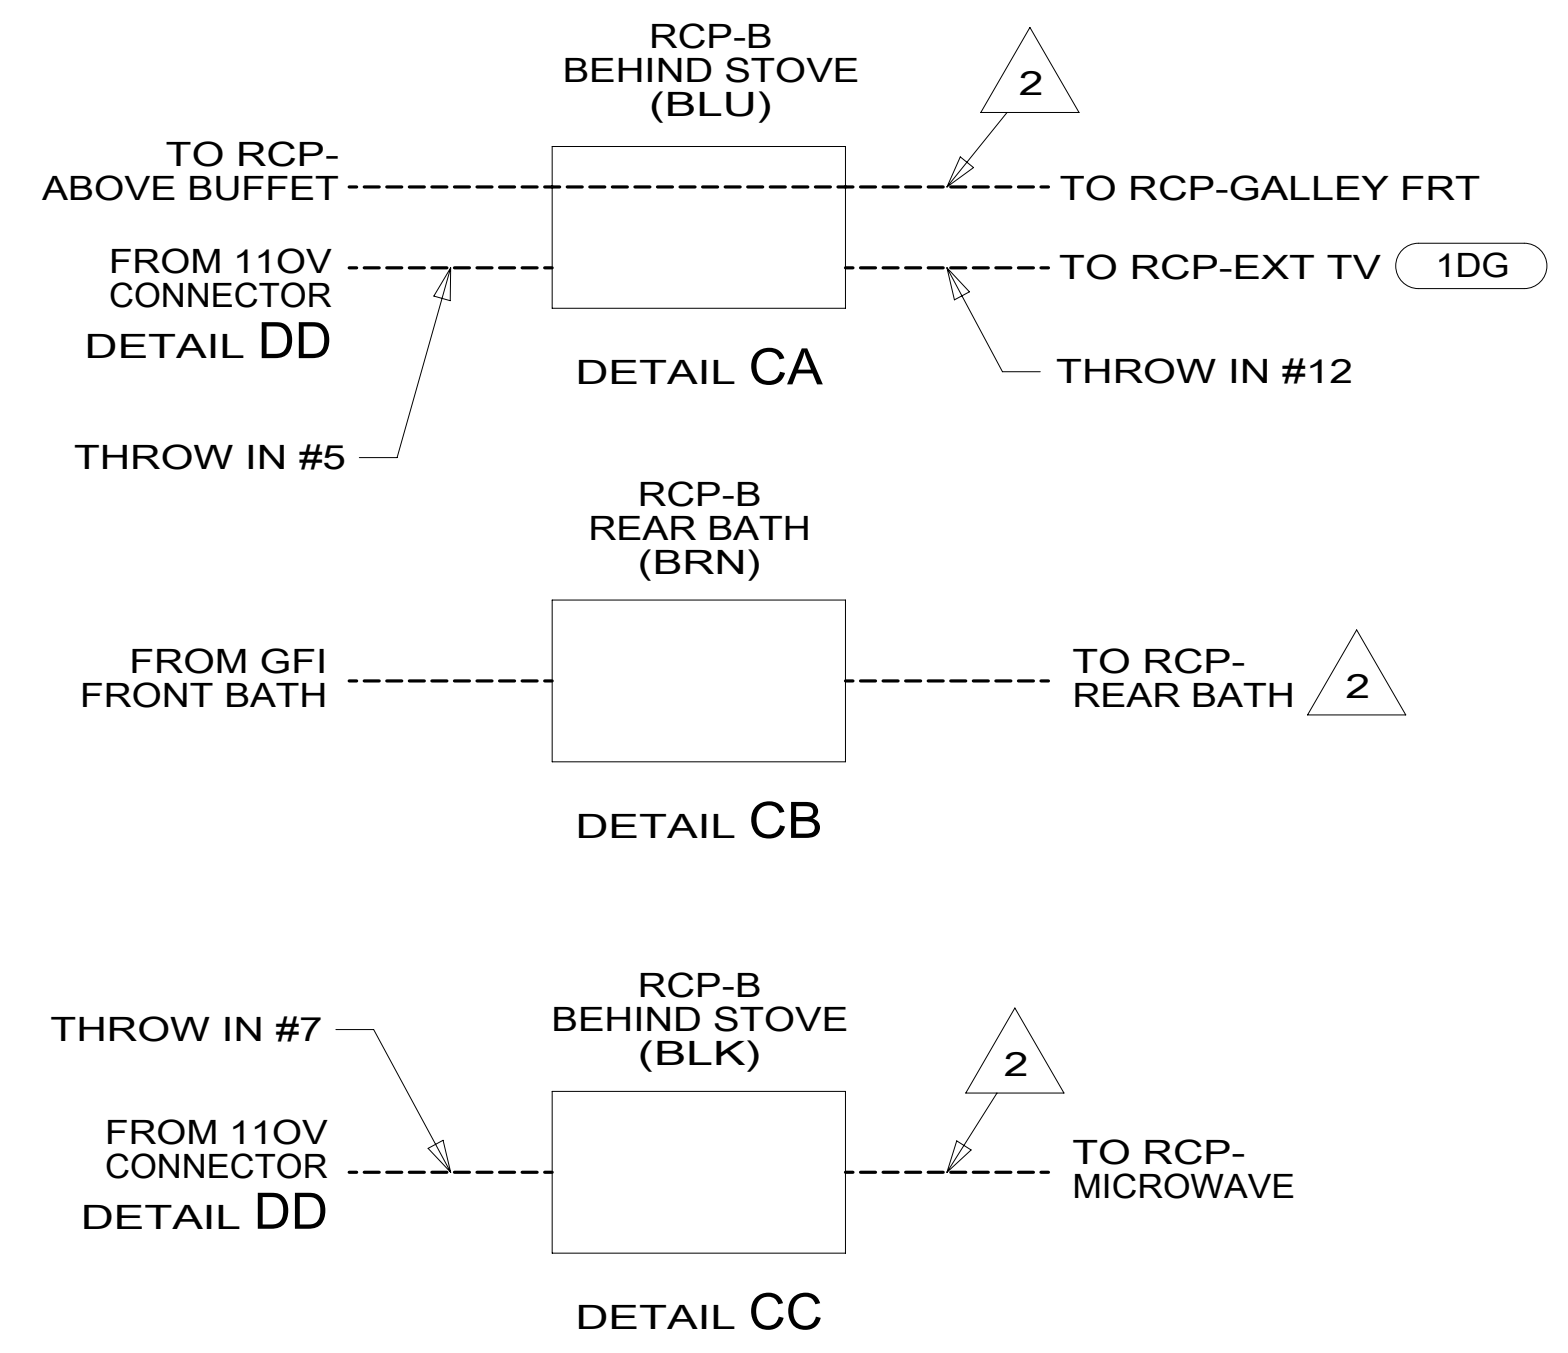 RCP-B
BEHIND STOVE
(BLU)
2
TO RCP-
ABOVE BUFFET
TO RCP-GALLEY FRT
FROM 11OV
CONNECTOR
DETAIL DD
TO RCP-EXT TV 1DG
DETAIL CA
THROW IN #12
THROW IN #5
RCP-B
REAR BATH
(BRN)
FROM GFI
FRONT BATH
TO RCP-
REAR BATH 2
DETAIL CB
RCP-B
BEHIND STOVE
(BLK)
THROW IN #7
2
FROM 11OV
CONNECTOR
DETAIL DD
TO RCP-
MICROWAVE
DETAIL CC